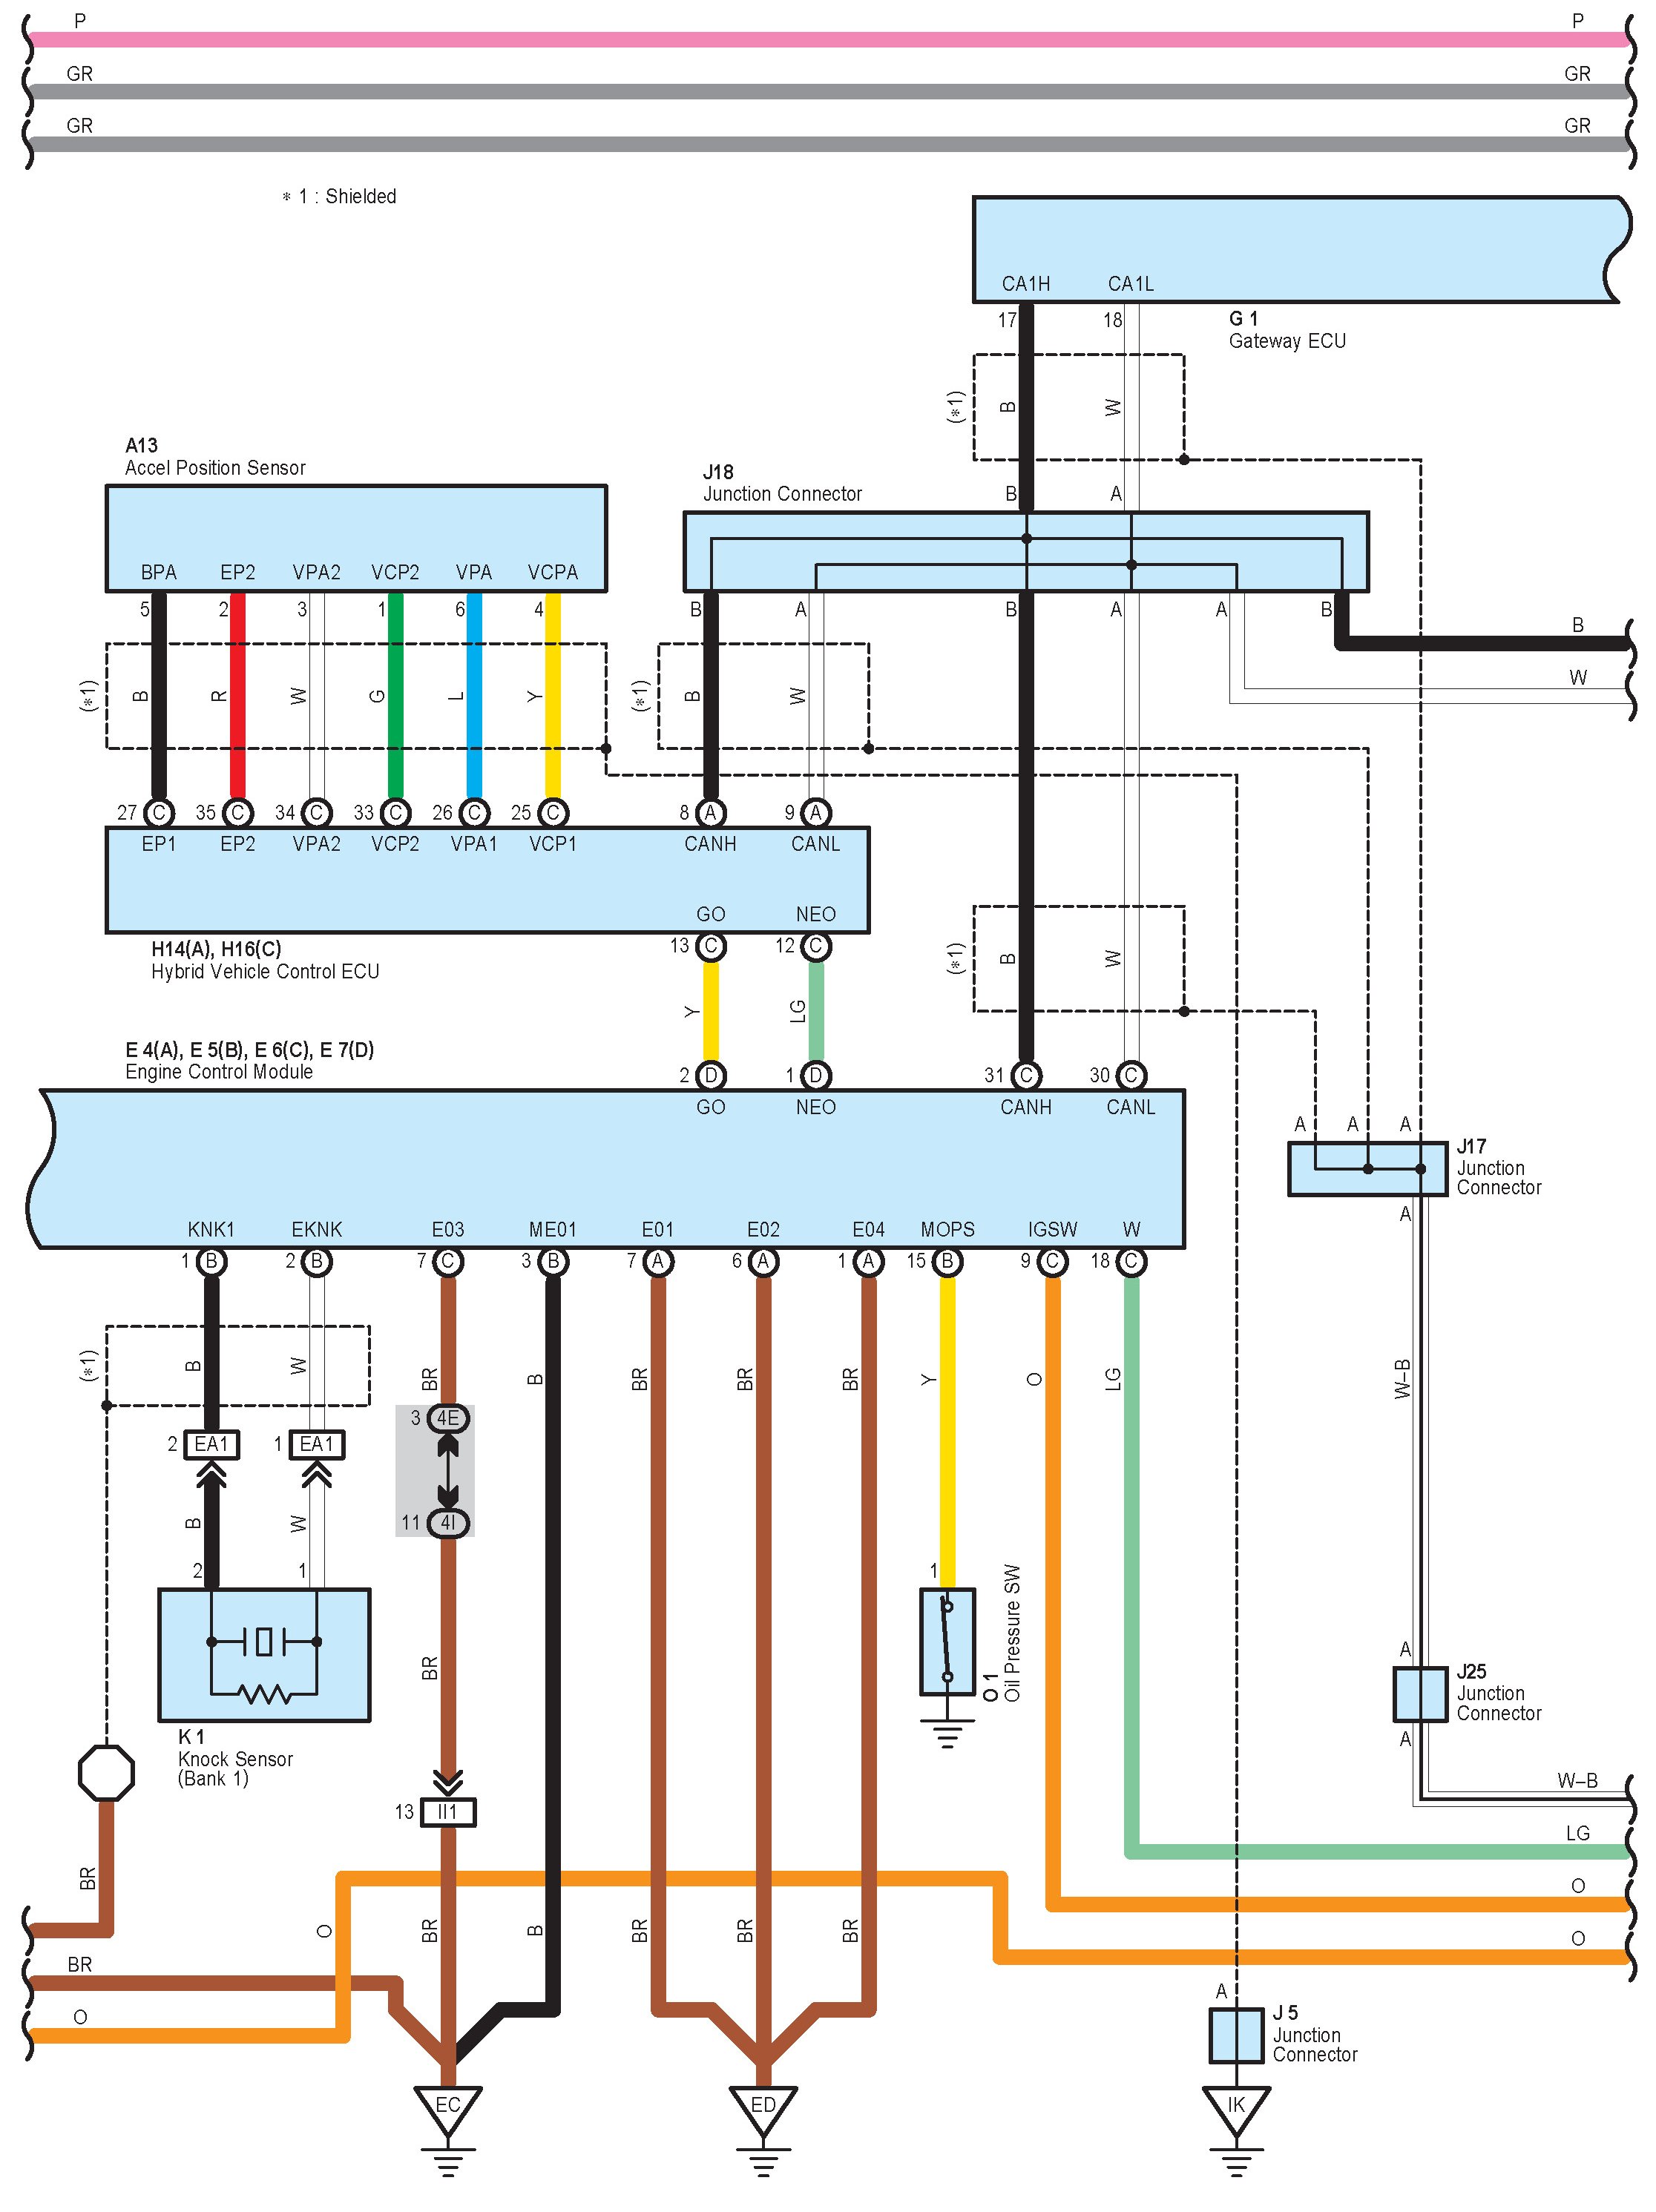 P P
GR GR
GR GR
* 1 : Shielded
CA1H CA1L
17 18
G 1
Gateway ECU
(*1) B W
A13
Accel Position Sensor
J18
Junction Connector
B A
BPA EP2 VPA2 VCP2 VPA VCPA
5 2 3 1 6 4
B A B A A B
B
W
(*1) B R W G L Y
(*1) B W
27 C 35 C 34 C 33 C 26 C 25 C
8 A 9 A
EP1 EP2 VPA2 VCP2 VPA1 VCP1 CANH CANL
GO NEO
13 C 12 C
H14(A), H16(C)
Hybrid Vehicle Control ECU
(*1) B W
Y LG
E 4(A), E 5(B), E 6(C), E 7(D)
Engine Control Module
2 D 1 D 31 C 30 C
GO NEO CANH CANL
A A A
J17
Junction
Connector
A
KNK1 EKNK E03 ME01 E01 E02 E04 MOPS IGSW W
1 B 2 B 7 C 3 B 7 A 6 A 1 A 15 B 9 C 18 C
(*1) B W BR B BR BR BR Y O LG W–B
3 4E
2 EA1 1 EA1
11 4I
B W
2 1
1
O 1
Oil Pressure SW
BR
A
J25
Junction
Connector
A
K 1
Knock Sensor
(Bank 1)
W–B
13 II1
LG
BR
O
O BR B BR BR BR
O
BR
A
O
J 5
Junction
Connector
EC ED IK